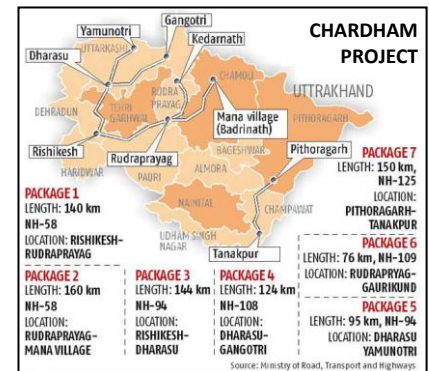 CHARDHAM
PROJECT
Gangotri
Yamunotri
Kedarnath
UTTARKASHI
Dharasu
CHAMOLI
RUDRA
PRAYAG
UTTRAKHAND
DEHRADUN
TEHRI
GARHWAL
Mana village
(Badrinath)
PITHORAGARH
Rishikesh
BAGESHWAR
Rudraprayag
Pithoragarh
HARIDWAR
PAURI
ALMORA
NAINITAL
CHAMPAWAT
UDHAM SINGH
NAGAR
Tanakpur
PACKAGE 1
LENGTH: 140 km
NH-58
LOCATION: RISHIKESH-
RUDRAPRAYAG
PACKAGE 2
LENGTH: 160 km
NH-58
LOCATION:
RUDRAPRAYAG-
MANA VILLAGE
PACKAGE 3
LENGTH: 144 km
NH-94
LOCATION:
RISHIKESH-
DHARASU
PACKAGE 4
LENGTH: 124 km
NH-108
LOCATION:
DHARASU-
GANGOTRI
PACKAGE 7
LENGTH: 150 km,
NH-125
LOCATION:
PITHORAGARH-
TANAKPUR
PACKAGE 6
LENGTH: 76 km, NH-109
LOCATION: RUDRAPRYAG-
GAURIKUND
PACKAGE 5
LENGTH: 95 km, NH-94
LOCATION: DHARASU
YAMUNOTRI
Source: Ministry of Road, Transport and Highways